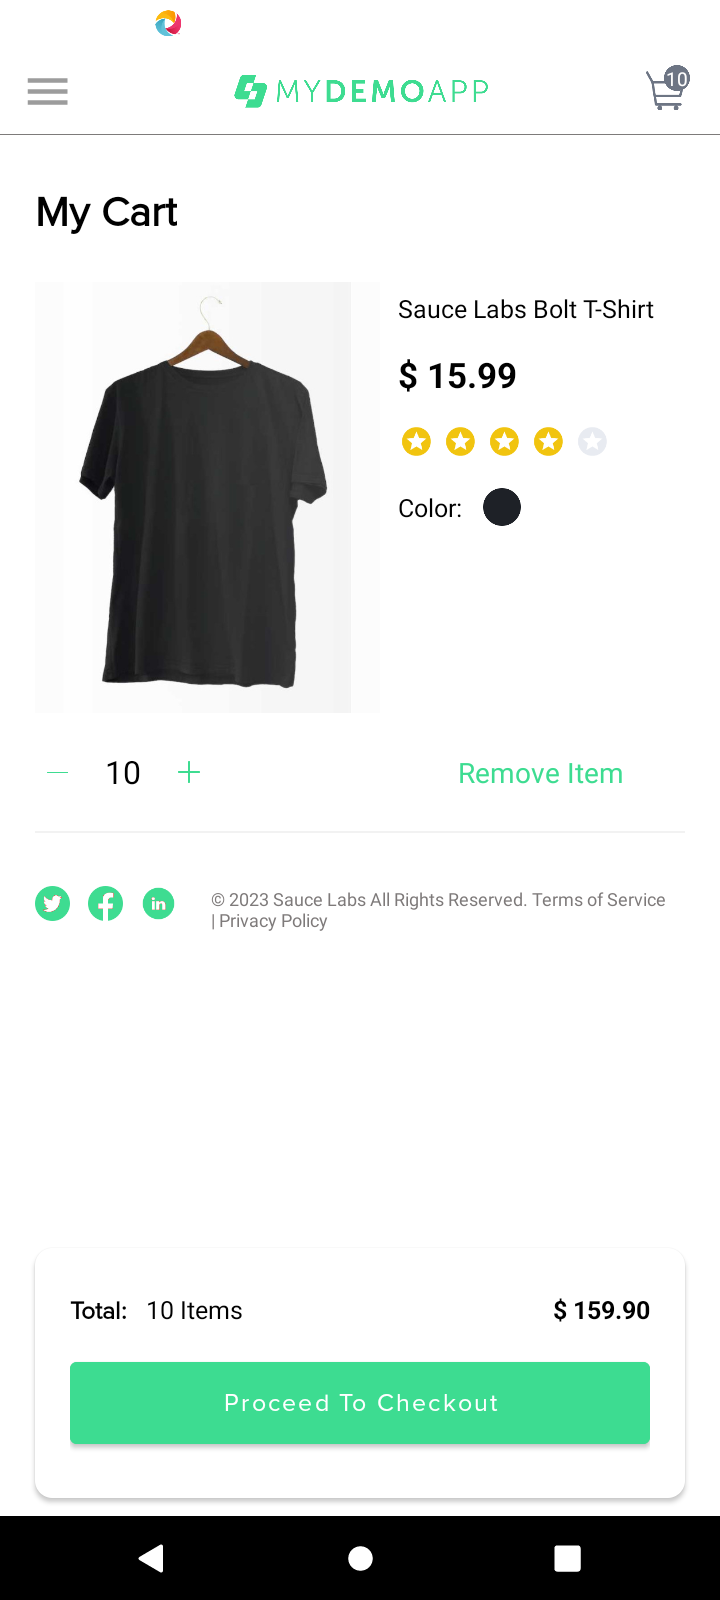 MYDEMOAPP
10
My Cart
Sauce Labs Bolt T-Shirt
$ 15.99
Color:
10
Remove Item
in
© 2023 Sauce Labs All Rights Reserved. Terms of Service
| Privacy Policy
Total: 10 Items $ 159.90
Proceed To Checkout